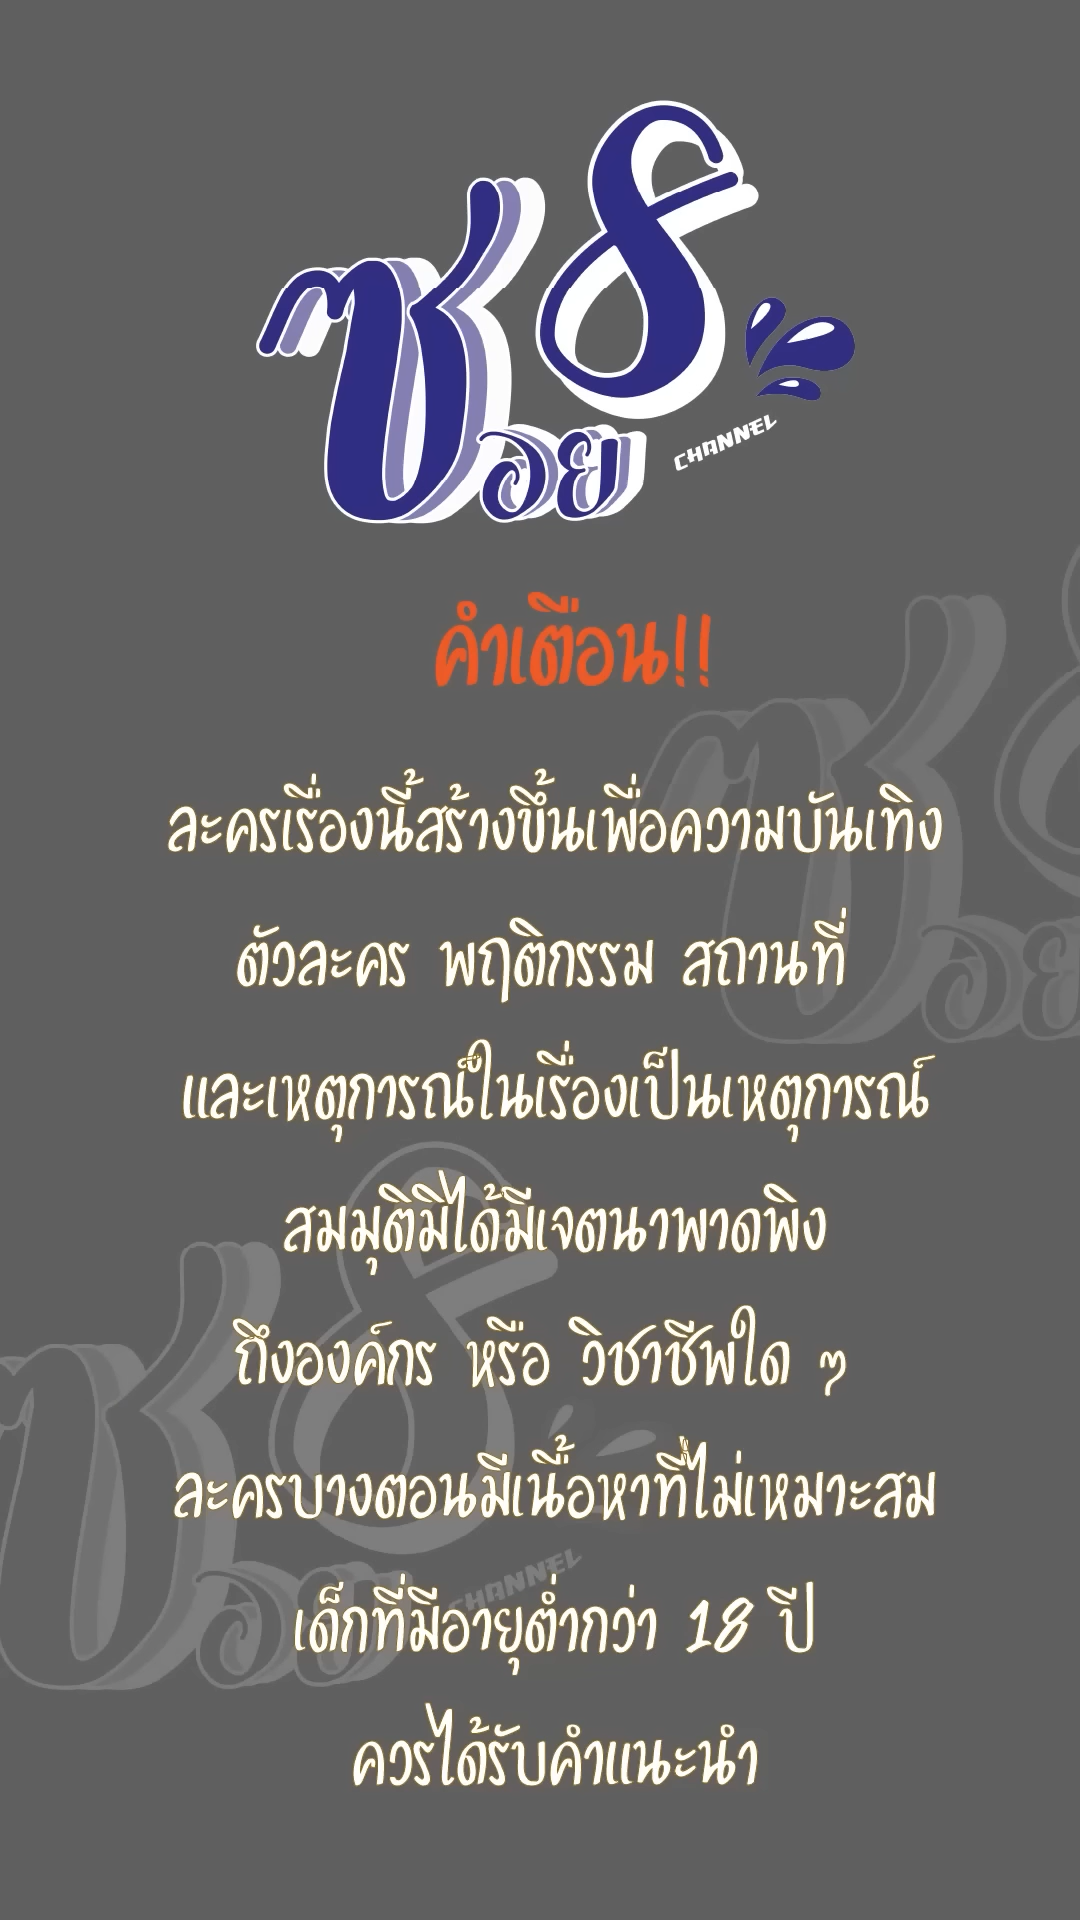 ซอย 8
CHANNEL
คำเตือน!!
ละครเรื่องนี้สร้างขึ้นเพื่อความบันเทิง
ตัวละคร พฤติกรรม สถานที่
และเหตุการณ์ในเรื่องเป็นเหตุการณ์
สมมุติมิได้มีเจตนาพาดพิง
ถึงองค์กร หรือ วิชาชีพใด ๆ
ละครบางตอนมีเนื้อหาที่ไม่เหมาะสม
เด็กที่มีอายุต่ำกว่า 18 ปี
ควรได้รับคำแนะนำ